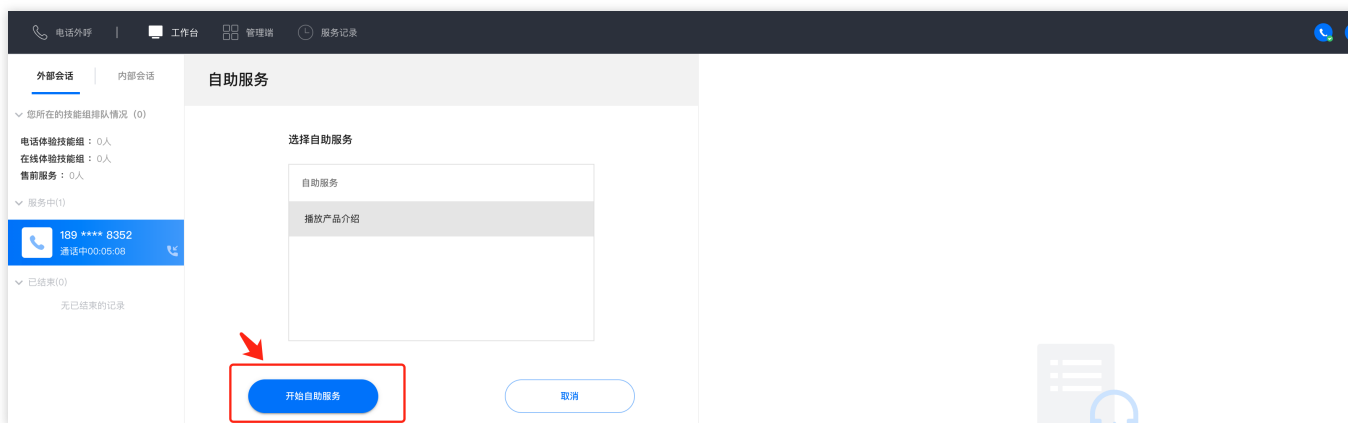 电话外呼 | 工作台 管理端 服务记录
外部会话 内部会话
自助服务
您所在的技能组排队情况（0）
电话体验技能组： 0人
在线体验技能组： 0人
售前服务： 0人
服务中(1)
189 **** 8352
通话中00:05:08
已结束(0)
无已结束的记录
选择自助服务
自助服务
播放产品介绍
开始自助服务 取消